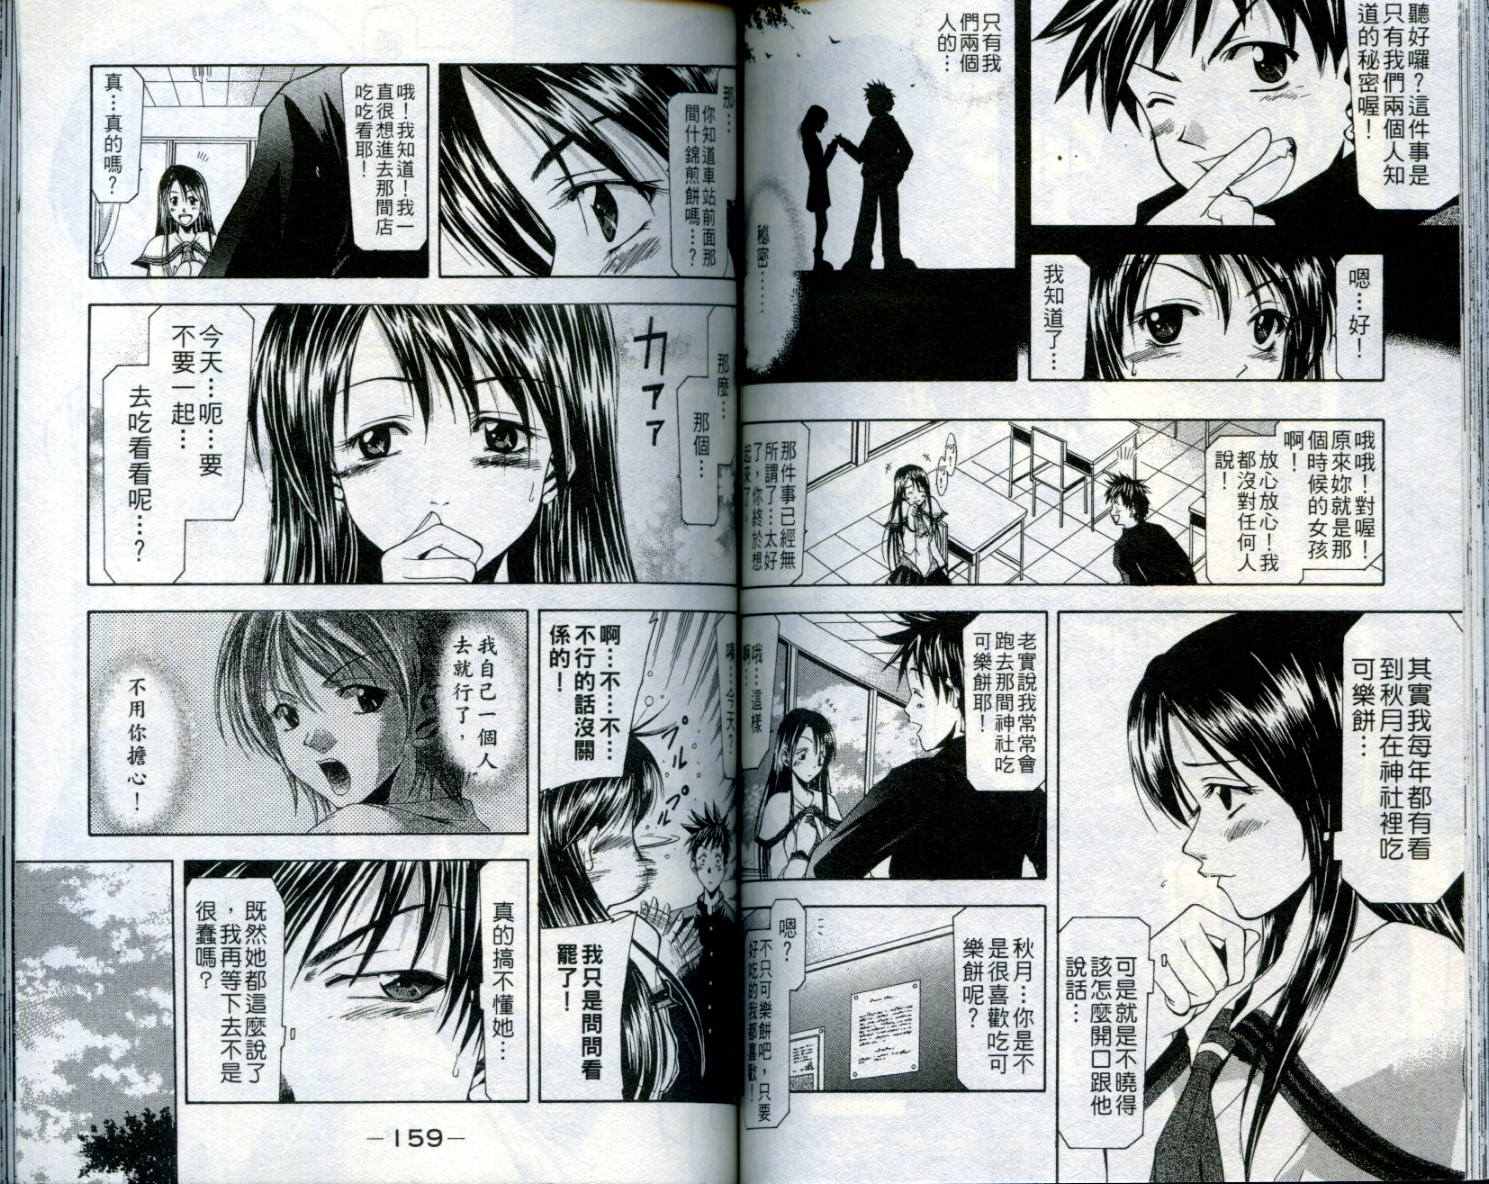 聽好囉？這件事是
只有我們兩個人知
道的秘密喔！
只有我
們兩個
人的…
秘密……
嗯…好！
我知道了…
哦哦！對喔！
原來妳就是那
個時候的女孩
啊！
放心放心！我
都沒對任何人
說！
那件事已經無
所謂了…太好
了，你終於想
起來了
其實我每年都有看
到秋月在神社裡吃
可樂餅…
可是就是不曉得
該怎麼開口跟他
說話…
老實說我常常會
跑去那間神社吃
可樂餅耶！
哦…這樣
啊…
秋月…你是不
是很喜歡吃可
樂餅呢？
嗯？
不只可樂餅吧，只要
好吃的我都喜歡！
那…
你知道車站前面那
間什錦煎餅嗎…？
哦！我知道！我一
直很想進去那間店
吃吃看耶！
真…真的嗎？
那麼…
那個…
カァァ
今天…呃…要
不要一起…
去吃看看呢…？
咦…今天？
啊…不…不…
不行的話沒關
係的！
プルプル
我只是問問看
罷了！
我自己一個人
去就行了，
不用你擔心！
真的搞不懂她…
既然她都這麼說了
，我再等下去不是
很蠢嗎？
—159—